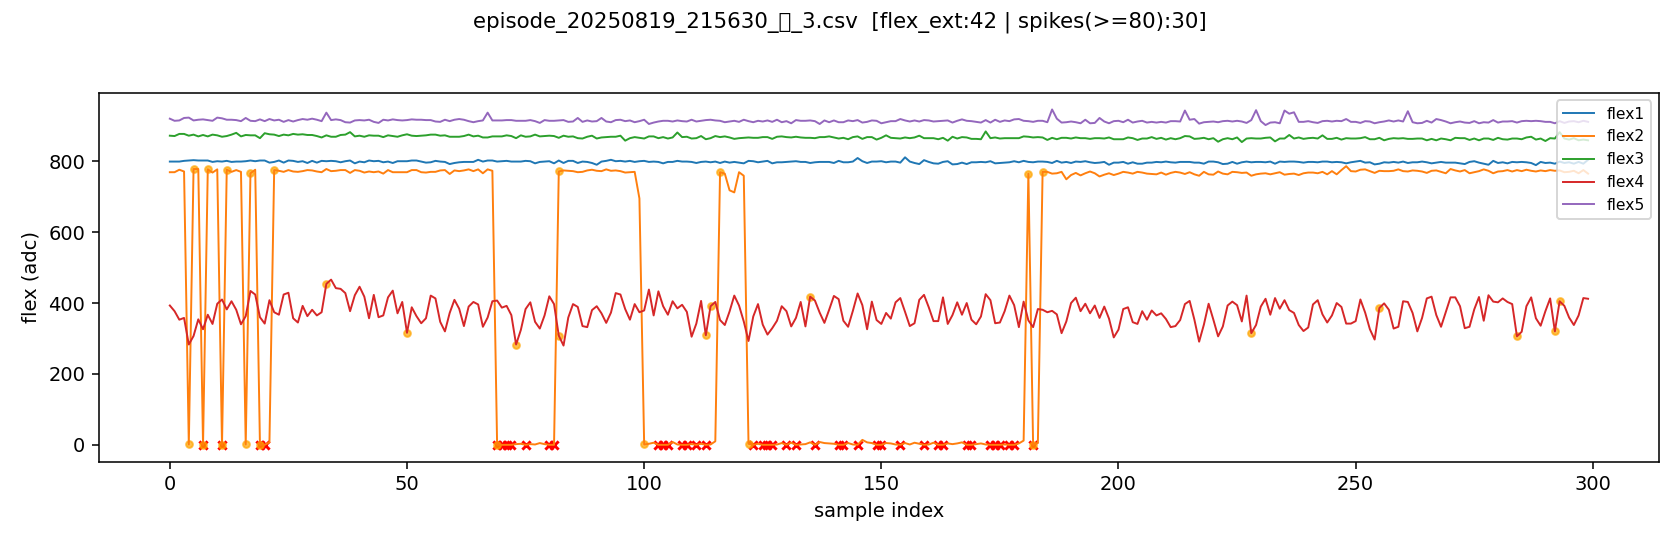 episode_20250819_215630_▯_3.csv [flex_ext:42 | spikes(>=80):30]
flex (adc)
800
600
400
200
0
0 50 100 150 200 250 300
sample index
flex1
flex2
flex3
flex4
flex5